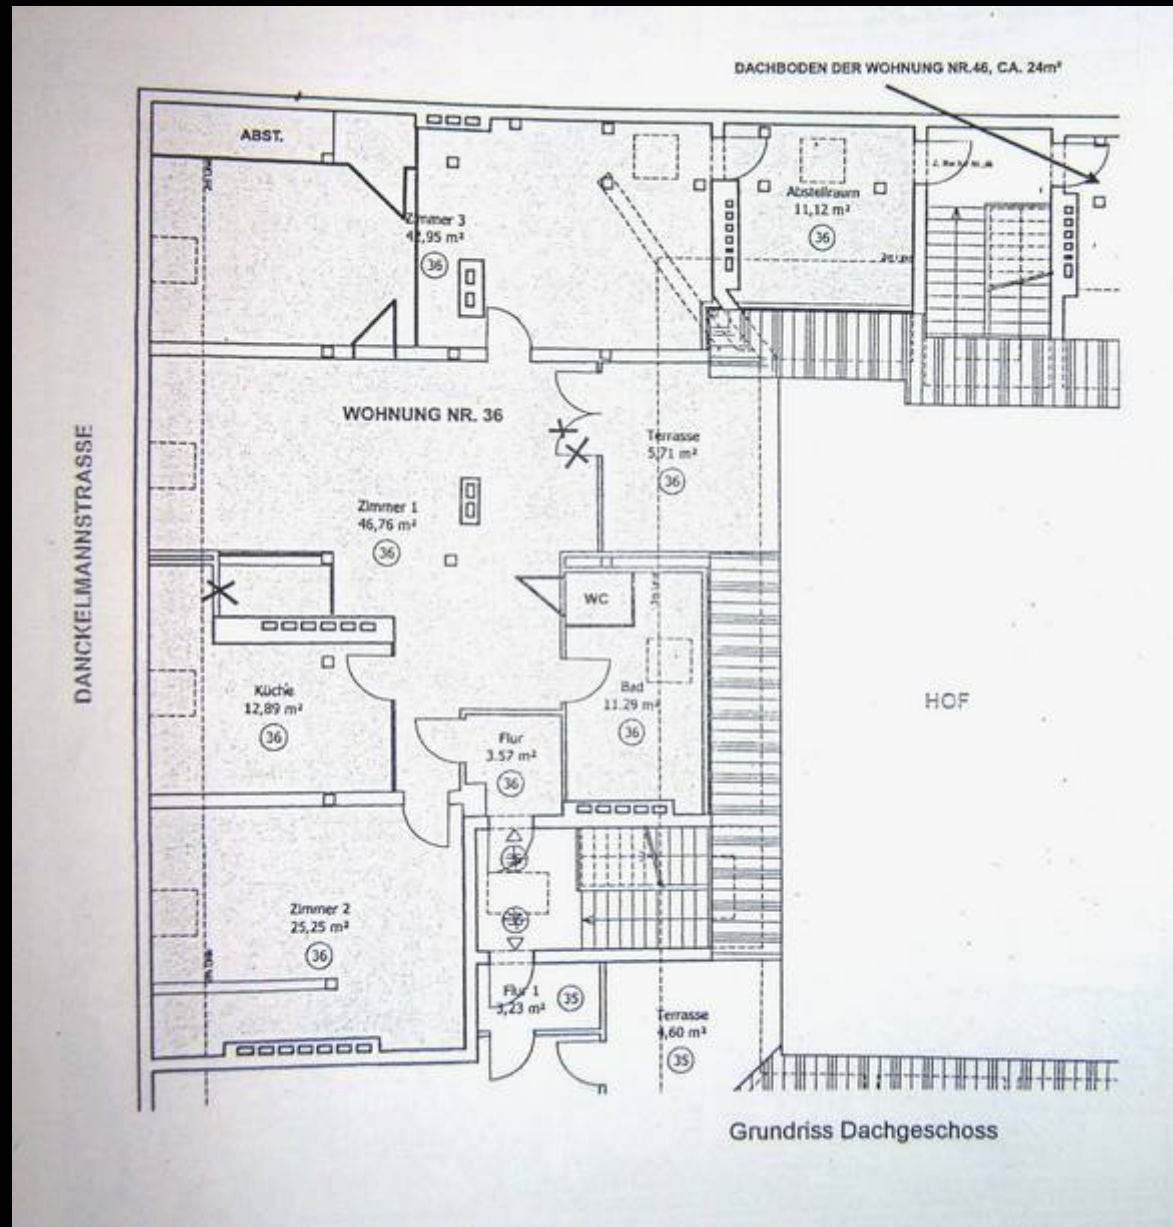 DACHBODEN DER WOHNUNG NR.46, CA. 24m²
ABST.
Zimmer 3
42,95 m²
36
Abstellraum
11,12 m²
36
WOHNUNG NR. 36
Terrasse
5,71 m²
36
Zimmer 1
46,76 m²
36
DANCKELMANNSTRASSE
WC
Küche
12,89 m²
36
Bad
11.29 m²
36
HOF
Flur
3.57 m²
36
Zimmer 2
25,25 m²
36
Flur 1
3,23 m²
35
Terrasse
4,60 m²
35
Grundriss Dachgeschoss